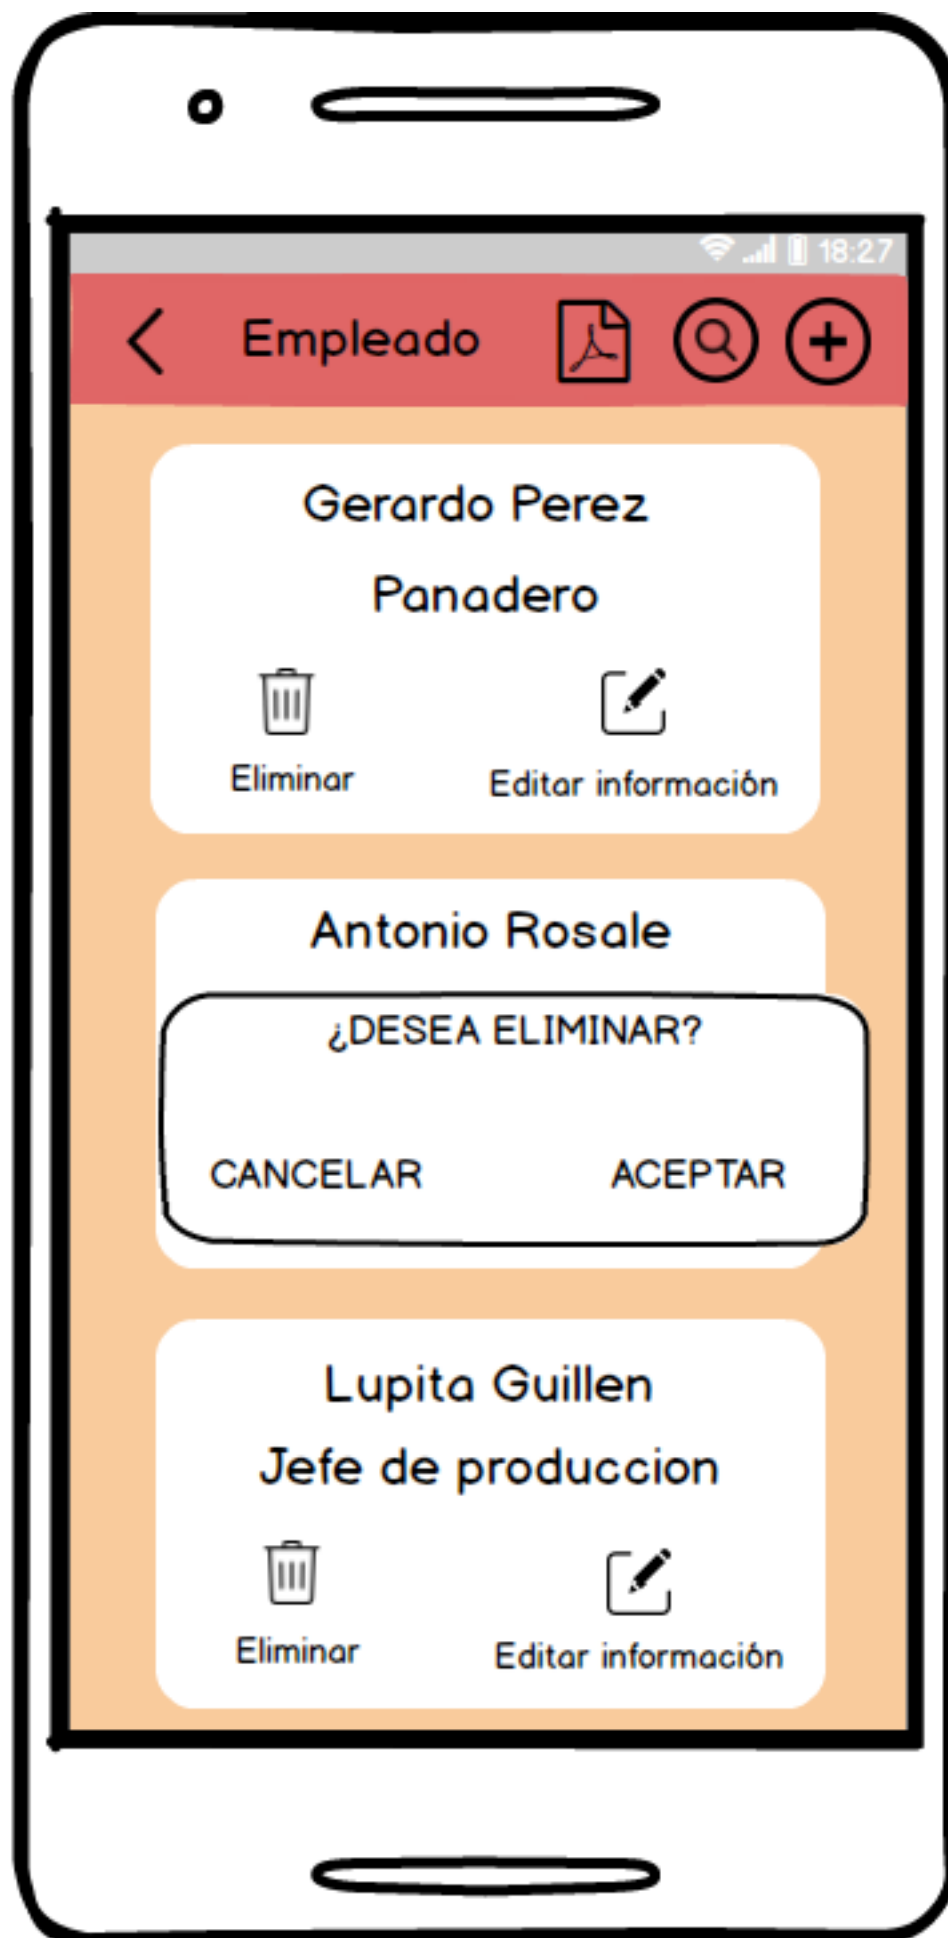 18:27
Empleado
Gerardo Perez
Panadero
Eliminar
Editar información
Antonio Rosale
¿DESEA ELIMINAR?
CANCELAR
ACEPTAR
Lupita Guillen
Jefe de produccion
Eliminar
Editar información